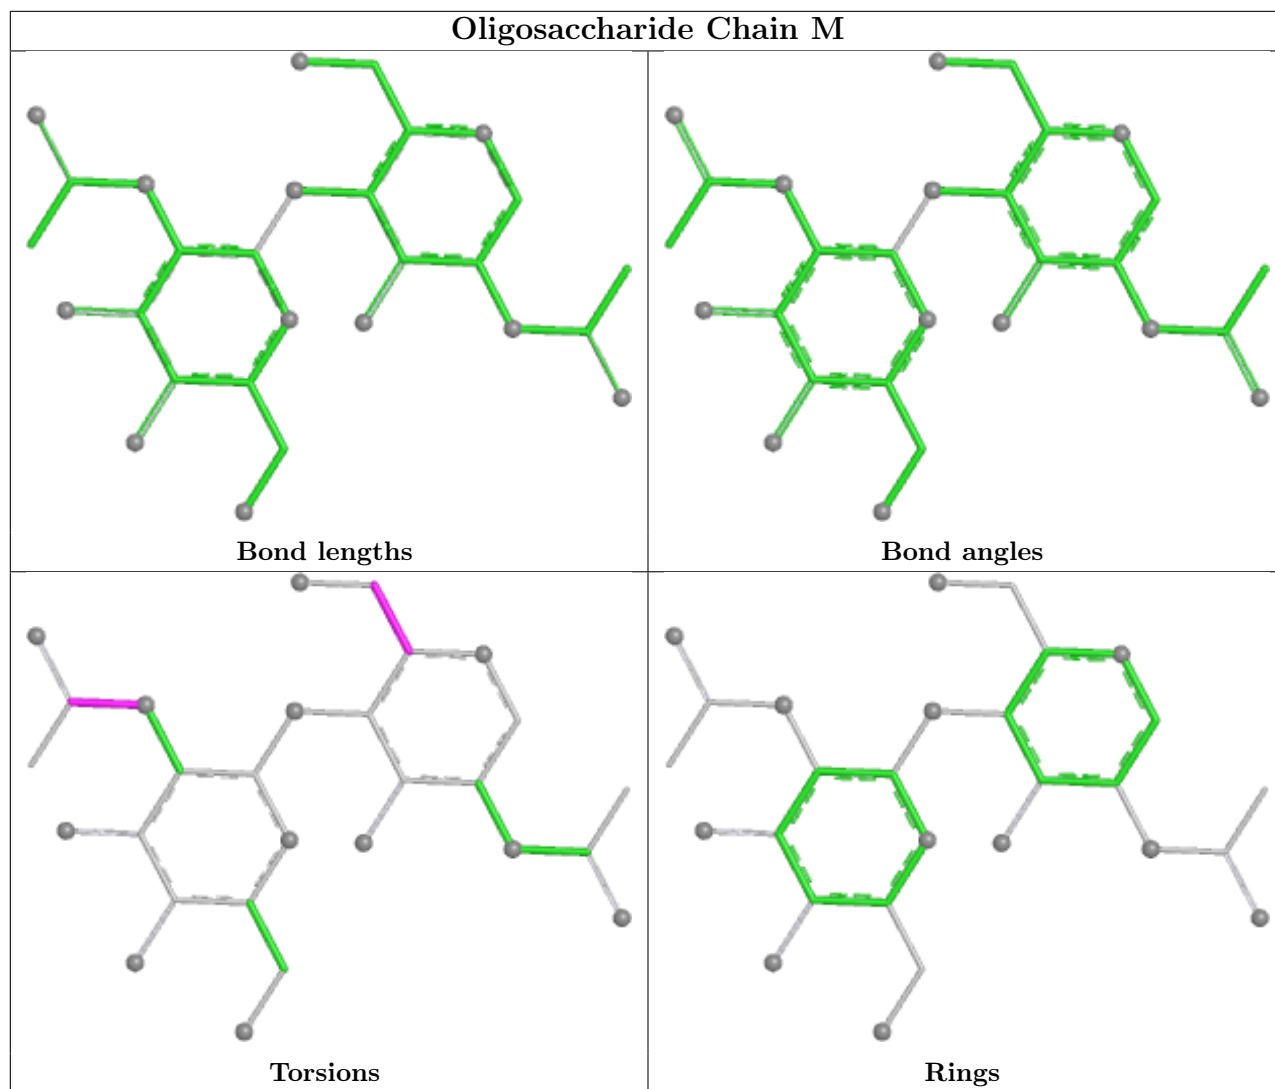 Oligosaccharide Chain M
Bond lengths
Bond angles
Torsions
Rings